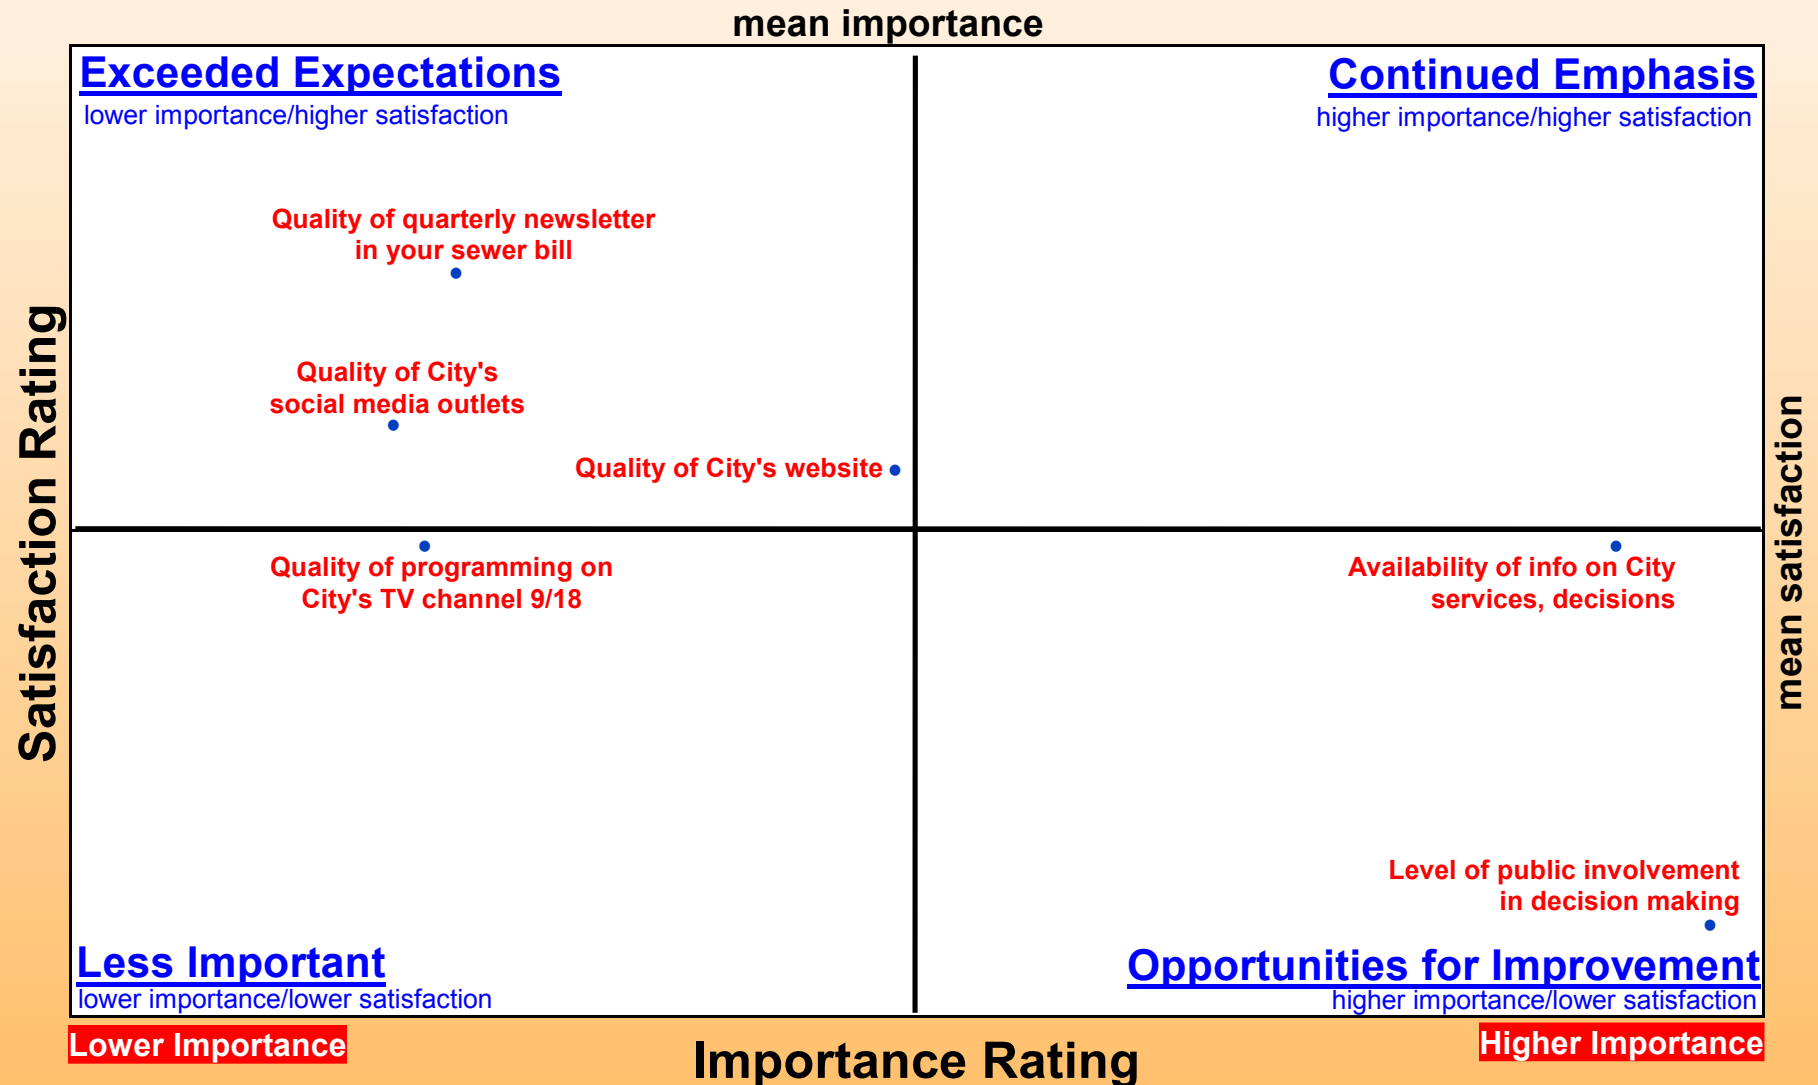 mean importance
Exceeded Expectations
lower importance/higher satisfaction
Continued Emphasis
higher importance/higher satisfaction
Quality of quarterly newsletter
in your sewer bill
Quality of City's
social media outlets
Quality of City's website
Satisfaction Rating
mean satisfaction
Quality of programming on
City's TV channel 9/18
Availability of info on City
services, decisions
Level of public involvement
in decision making
Less Important
lower importance/lower satisfaction
Opportunities for Improvement
higher importance/lower satisfaction
Lower Importance
Importance Rating
Higher Importance